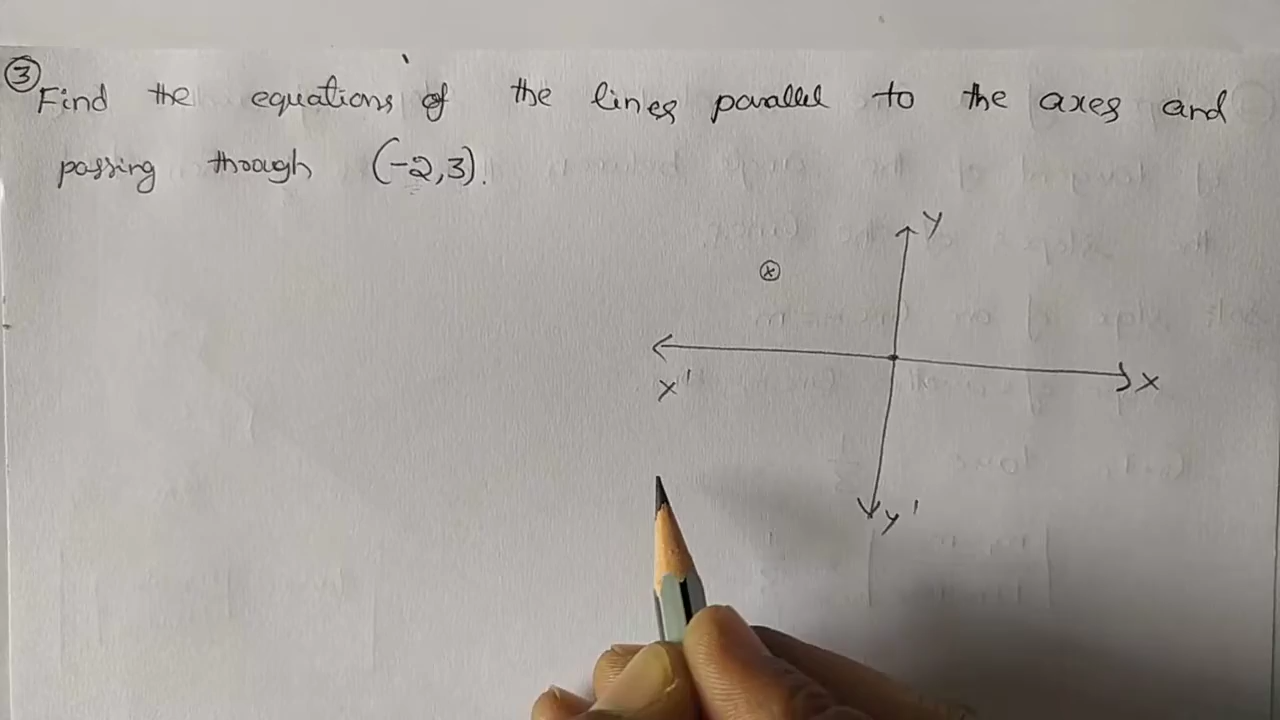 ③ Find the equations of the lines parallel to the axes and
passing through (-2,3).
Y
X'
X
Y'